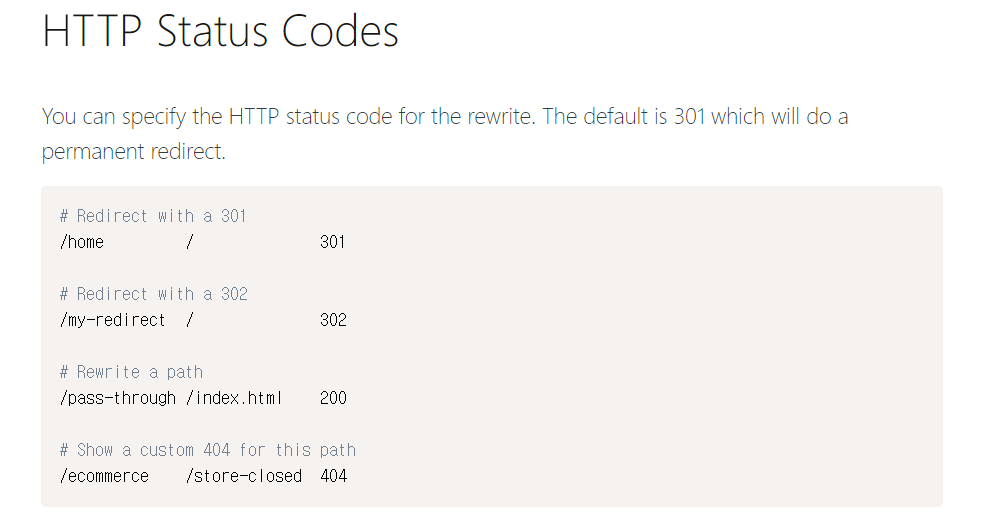 HTTP Status Codes
You can specify the HTTP status code for the rewrite. The default is 301 which will do a
permanent redirect.
# Redirect with a 301
/home         /              301
# Redirect with a 302
/my-redirect  /              302
# Rewrite a path
/pass-through /index.html    200
# Show a custom 404 for this path
/ecommerce    /store-closed  404